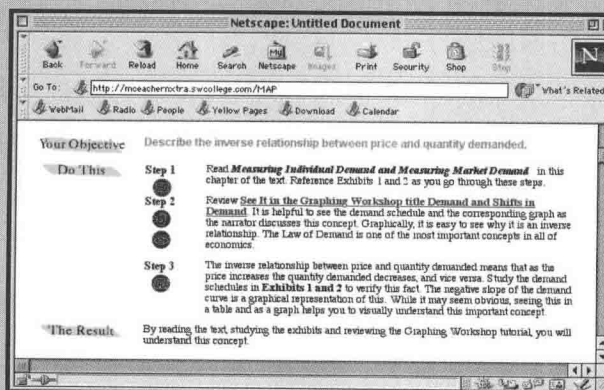 Netscape: Untitled Document
Back Forward Reload Home Search Netscape Images Print Security Shop Stop
My
N
Go To: http://mceachernxtra.swcollege.com/MAP What's Related
WebMail Radio People Yellow Pages Download Calendar
Your Objective Describe the inverse relationship between price and quantity demanded.
Do This Step 1 Read Measuring Individual Demand and Measuring Market Demand in this
chapter of the text. Reference Exhibits 1 and 2 as you go through these steps.
Step 2 Review See It in the Graphing Workshop title Demand and Shifts in
Demand. It is helpful to see the demand schedule and the corresponding graph as
the narrator discusses this concept. Graphically, it is easy to see why it is an inverse
relationship. The Law of Demand is one of the most important concepts in all of
economics.
Step 3 The inverse relationship between price and quantity demanded means that as the
price increases the quantity demanded decreases, and vice versa. Study the demand
schedules in Exhibits 1 and 2 to verify this fact. The negative slope of the demand
curve is a graphical representation of this. While it may seem obvious, seeing this in
a table and as a graph helps you to visually understand this important concept.
The Result By reading the text, studying the exhibits and reviewing the Graphing Workshop tutorial, you will
understand this concept.